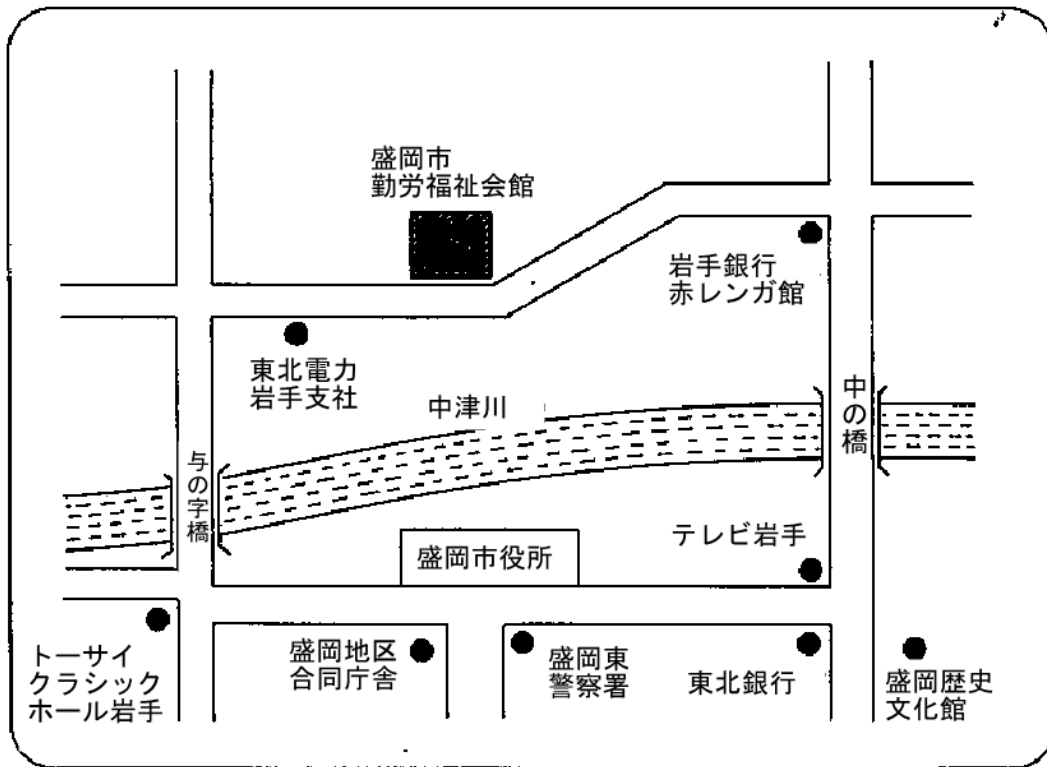 盛岡市
勤労福祉会館
岩手銀行
赤レンガ館
東北電力
岩手支社
中津川
中の橋
与の字橋
テレビ岩手
盛岡市役所
トーサイ
クラシック
ホール岩手
盛岡地区
合同庁舎
盛岡東
警察署
東北銀行
盛岡歴史
文化館